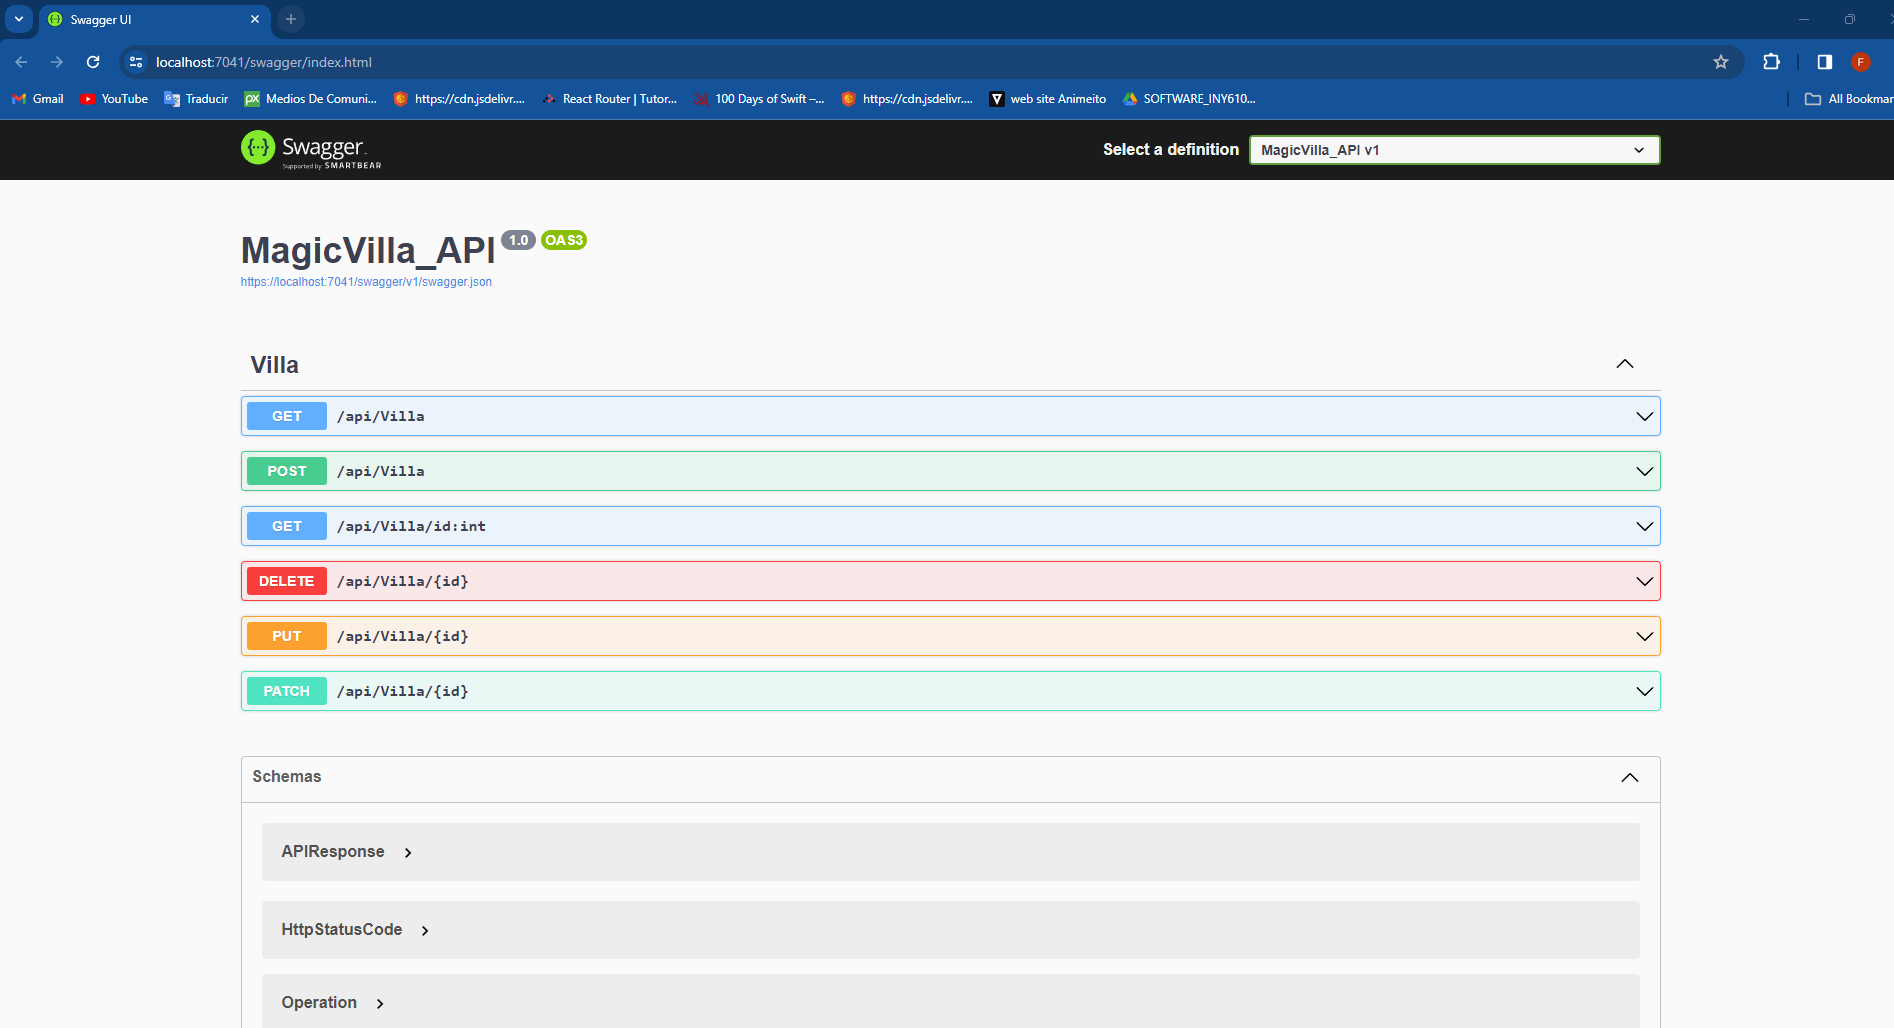 Swagger UI
localhost:7041/swagger/index.html
F
Gmail
YouTube
Traducir
Medios De Comuni...
https://cdn.jsdelivr....
React Router | Tutor...
100 Days of Swift –...
https://cdn.jsdelivr....
web site Animeito
SOFTWARE_INY610...
All Bookmar
Swagger
Supported by SMARTBEAR
Select a definition
MagicVilla_API v1
MagicVilla_API 1.0 OAS3
https://localhost:7041/swagger/v1/swagger.json
Villa
GET /api/Villa
POST /api/Villa
GET /api/Villa/id:int
DELETE /api/Villa/{id}
PUT /api/Villa/{id}
PATCH /api/Villa/{id}
Schemas
APIResponse
HttpStatusCode
Operation